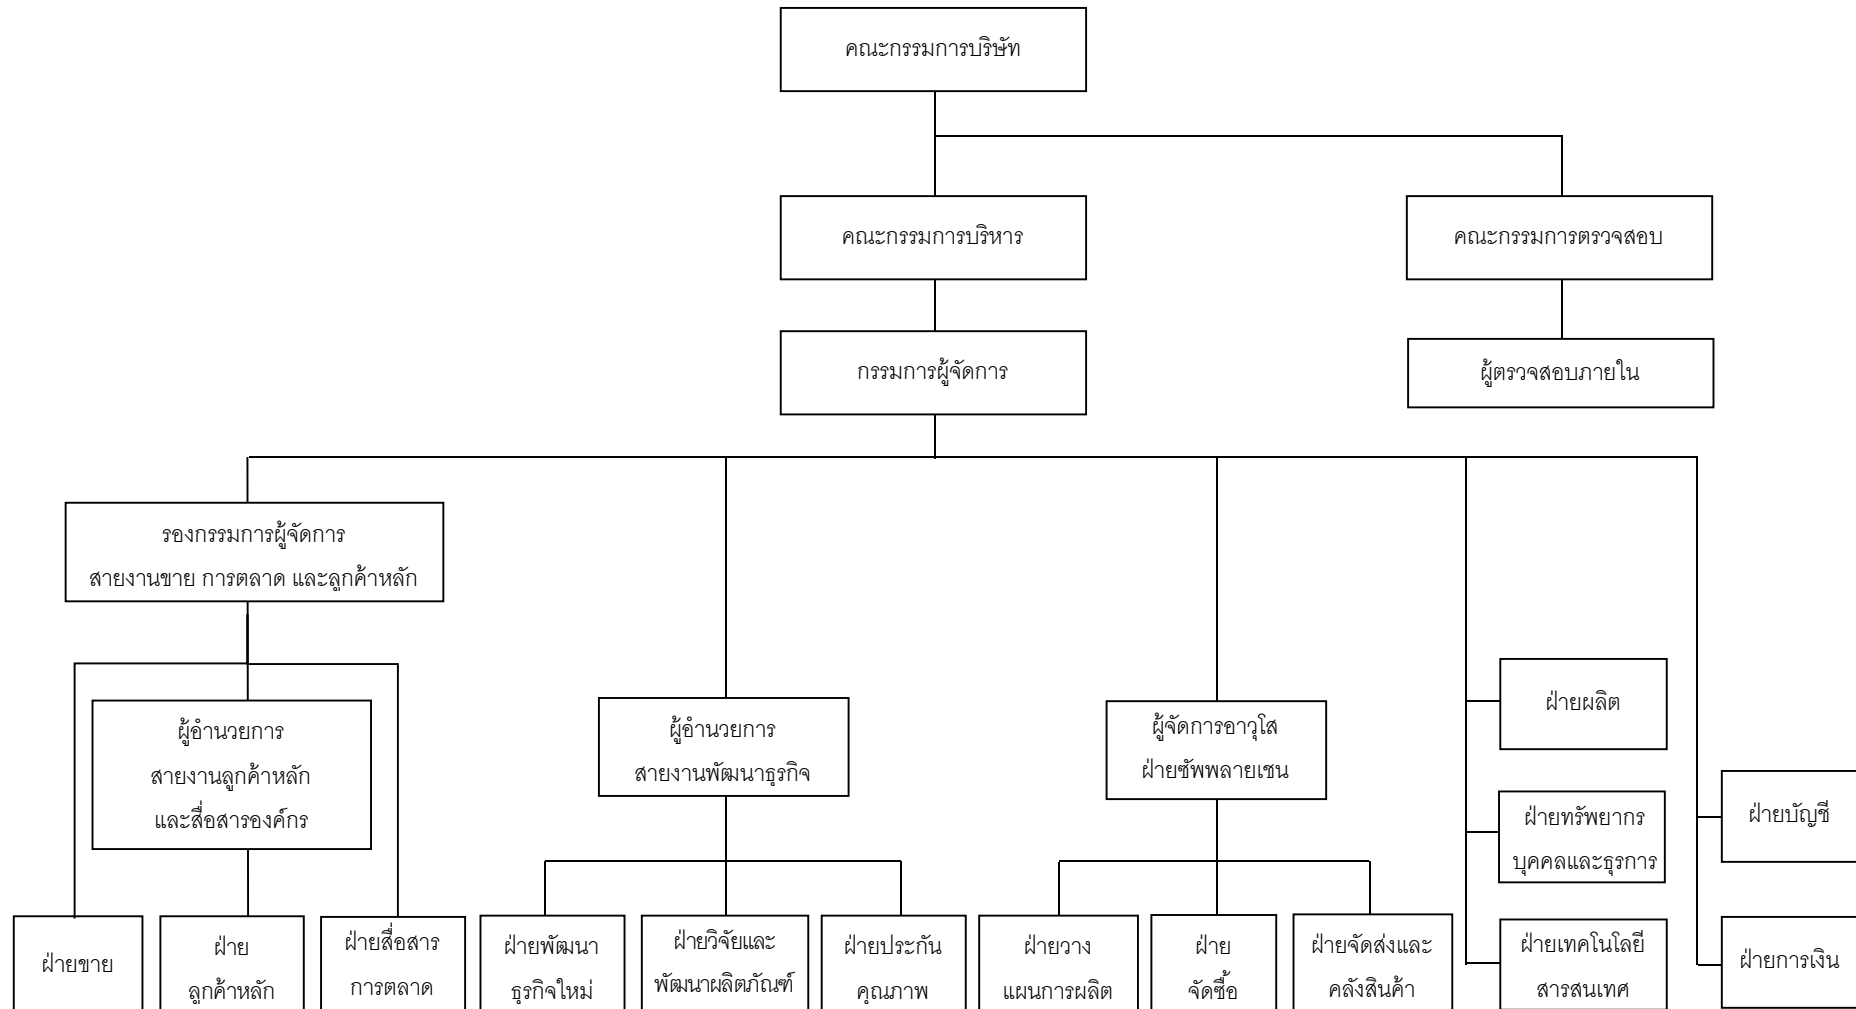 คณะกรรมการบริษัท
คณะกรรมการบริหาร
คณะกรรมการตรวจสอบ
กรรมการผู้จัดการ
ผู้ตรวจสอบภายใน
รองกรรมการผู้จัดการ
สายงานขาย การตลาด และลูกค้าหลัก
ผู้อำนวยการ
สายงานลูกค้าหลัก
และสื่อสารองค์กร
ผู้อำนวยการ
สายงานพัฒนาธุรกิจ
ผู้จัดการอาวุโส
ฝ่ายซัพพลายเชน
ฝ่ายผลิต
ฝ่ายทรัพยากร
บุคคลและธุรการ
ฝ่ายบัญชี
ฝ่ายขาย
ฝ่าย
ลูกค้าหลัก
ฝ่ายสื่อสาร
การตลาด
ฝ่ายพัฒนา
ธุรกิจใหม่
ฝ่ายวิจัยและ
พัฒนาผลิตภัณฑ์
ฝ่ายประกัน
คุณภาพ
ฝ่ายวาง
แผนการผลิต
ฝ่าย
จัดซื้อ
ฝ่ายจัดส่งและ
คลังสินค้า
ฝ่ายเทคโนโลยี
สารสนเทศ
ฝ่ายการเงิน